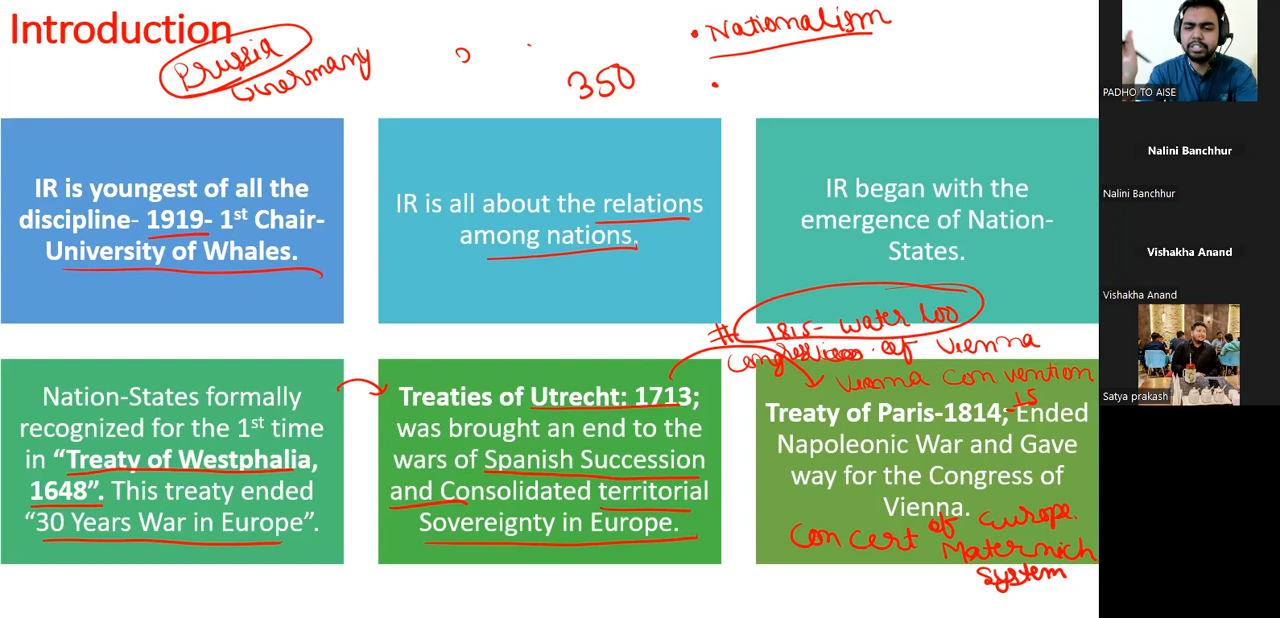 Introduction
Prussia
Germany
350
• Nationalism
•
IR is youngest of all the
discipline- 1919- 1st Chair-
University of Whales.
IR is all about the relations
among nations.
IR began with the
emergence of Nation-
States.
# 1815- Water loo
of Vienna
Vienna Convention
-15
Nation-States formally
recognized for the 1st time
in “Treaty of Westphalia,
1648”. This treaty ended
“30 Years War in Europe”.
Treaties of Utrecht: 1713;
was brought an end to the
wars of Spanish Succession
and Consolidated territorial
Sovereignty in Europe.
Treaty of Paris-1814; Ended
Napoleonic War and Gave
way for the Congress of
Vienna.
Concert of Europe.
Maternich
System
PADHO TO AISE
Nalini Banchhur
Nalini Banchhur
Vishakha Anand
Vishakha Anand
Satya prakash